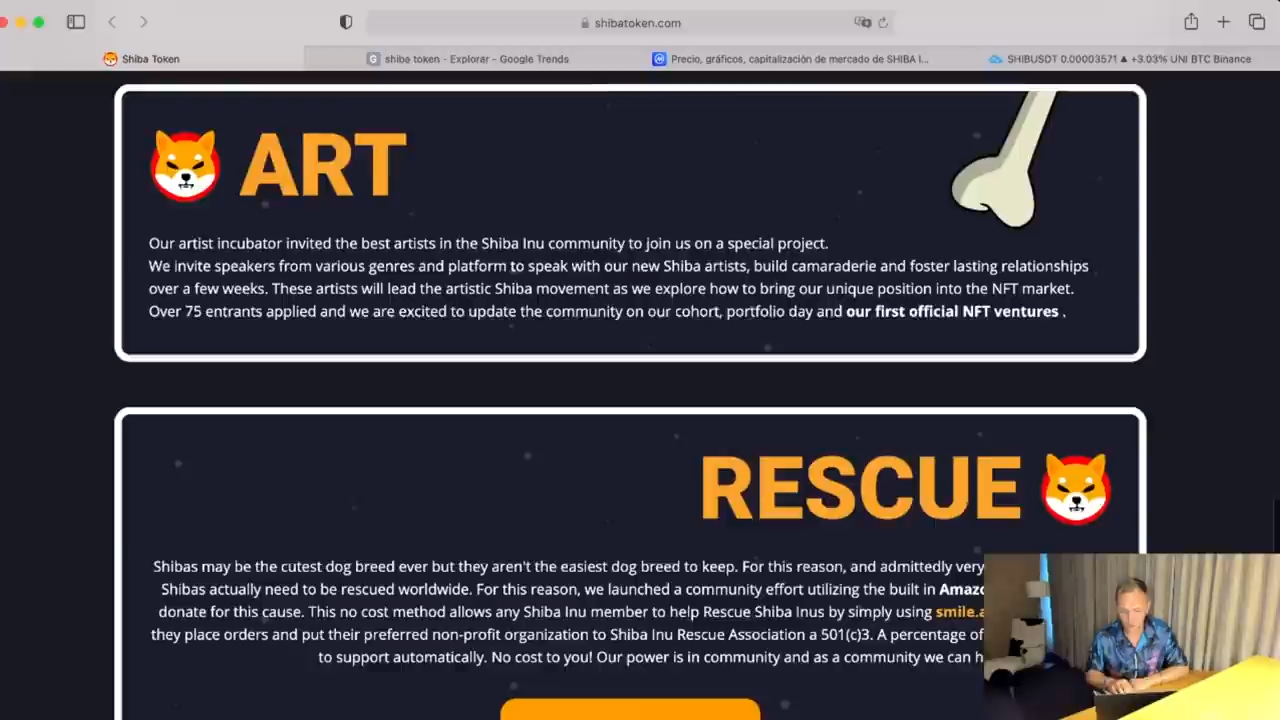 shibatoken.com
Shiba Token
shiba token - Explorar - Google Trends
Precio, gráficos, capitalización de mercado de SHIBA I...
SHIBUSDT 0.00003571 ▲ +3.03% UNI BTC Binance
ART
Our artist incubator invited the best artists in the Shiba Inu community to join us on a special project.
We invite speakers from various genres and platform to speak with our new Shiba artists, build camaraderie and foster lasting relationships
over a few weeks. These artists will lead the artistic Shiba movement as we explore how to bring our unique position into the NFT market.
Over 75 entrants applied and we are excited to update the community on our cohort, portfolio day and our first official NFT ventures .
RESCUE
Shibas may be the cutest dog breed ever but they aren't the easiest dog breed to keep. For this reason, and admittedly very
Shibas actually need to be rescued worldwide. For this reason, we launched a community effort utilizing the built in
donate for this cause. This no cost method allows any Shiba Inu member to help Rescue Shiba Inus by simply using
they place orders and put their preferred non-profit organization to Shiba Inu Rescue Association a 501(c)3. A percentage of
to support automatically. No cost to you! Our power is in community and as a community we can